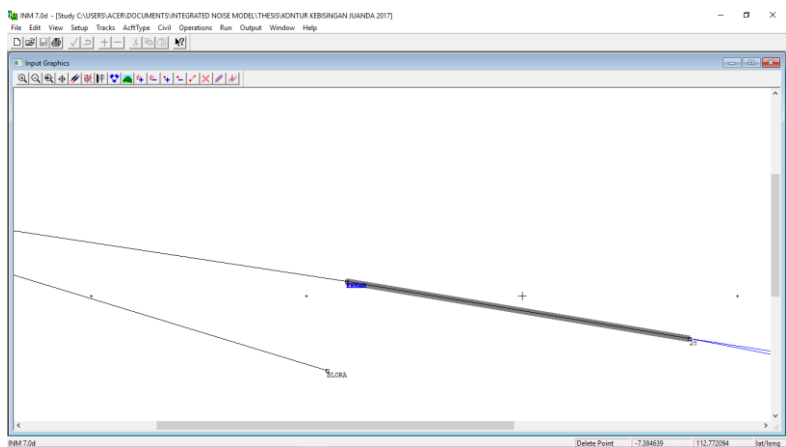 INM 7.0d - [Study C:\USERS\ACER\DOCUMENTS\INTEGRATED NOISE MODEL\THESIS\KONTUR KEBISINGAN JUANDA 2017]
File Edit View Setup Tracks AcftType Civil Operations Run Output Window Help
Input Graphics
BLORA
28
INM 7.0d Delete Point -7.384639 112.772094 lat/long